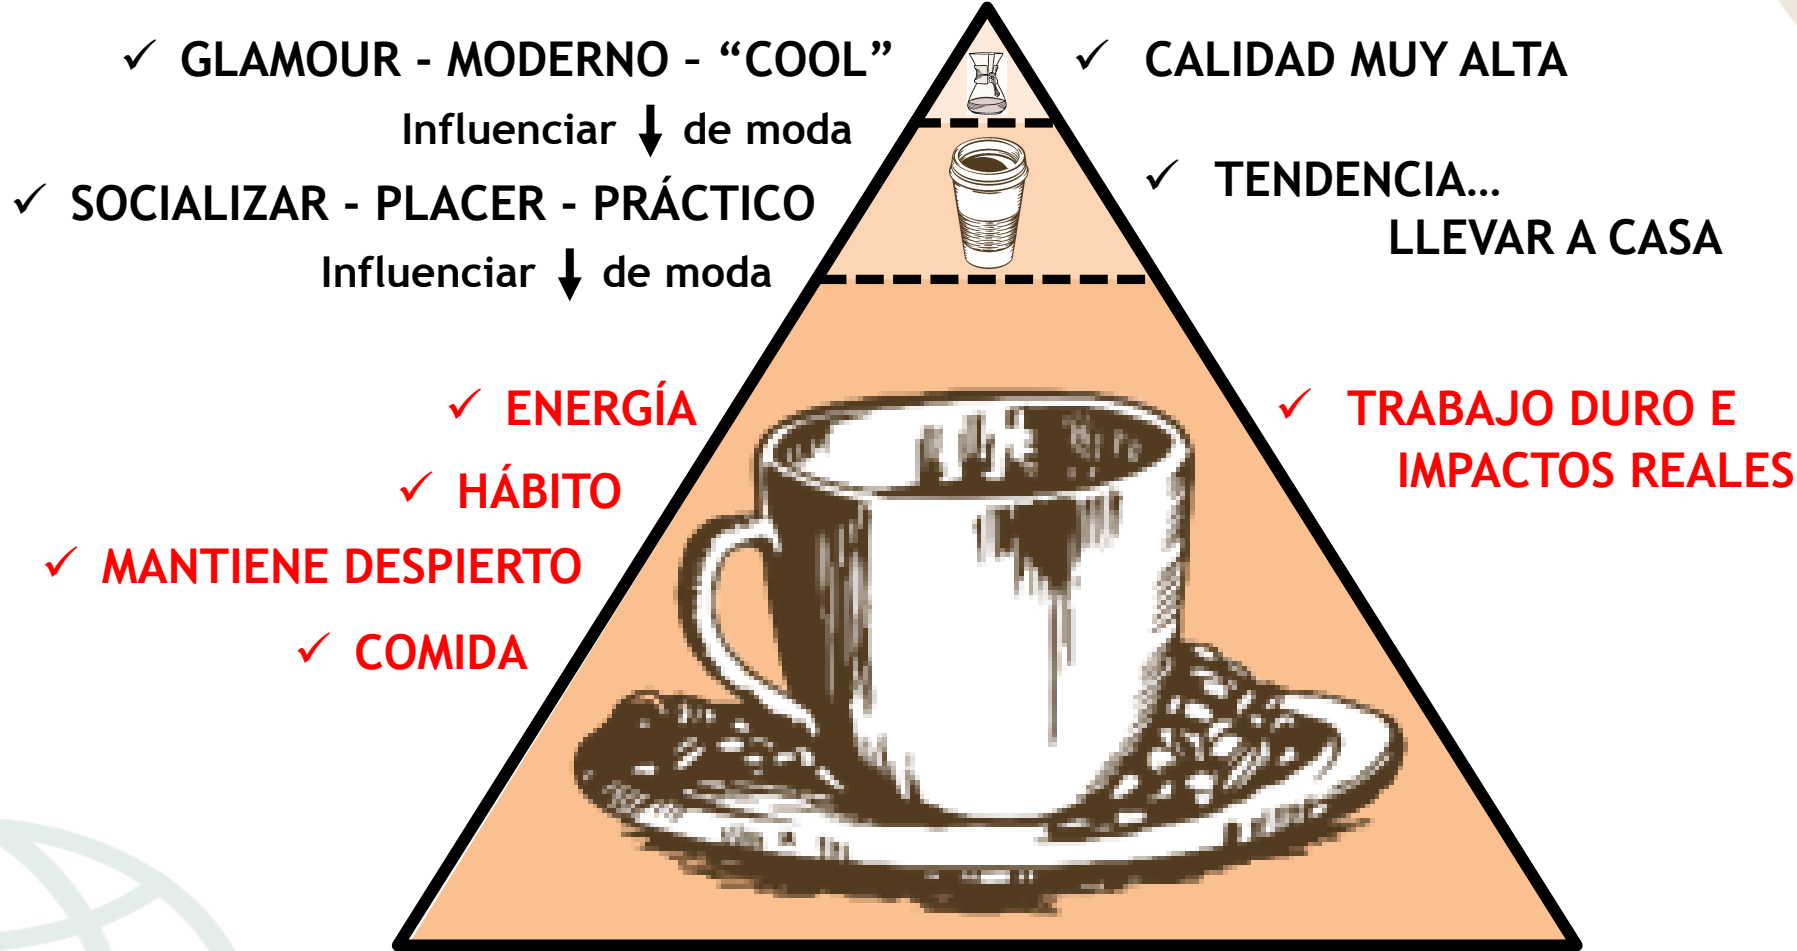 ✓ GLAMOUR - MODERNO – “COOL”
Influenciar ↓ de moda
✓ SOCIALIZAR - PLACER - PRÁCTICO
Influenciar ↓ de moda
✓ ENERGÍA
✓ HÁBITO
✓ MANTIENE DESPIERTO
✓ COMIDA
✓ CALIDAD MUY ALTA
✓ TENDENCIA…
LLEVAR A CASA
✓ TRABAJO DURO E
IMPACTOS REALES